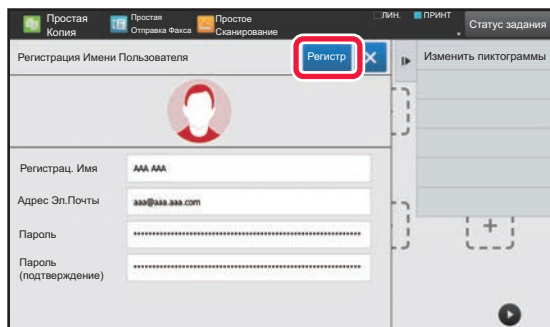 Простая
Копия
Простая
Отправка Факса
Простое
Сканирование
ЛИН.
ПРИНТ
Статус задания
Регистрация Имени Пользователя
Регистр
Изменить пиктограммы
Регистрац. Имя
AAA AAA
Адрес Эл.Почты
aaa@aaa.aaa.com
Пароль
Пароль
(подтверждение)